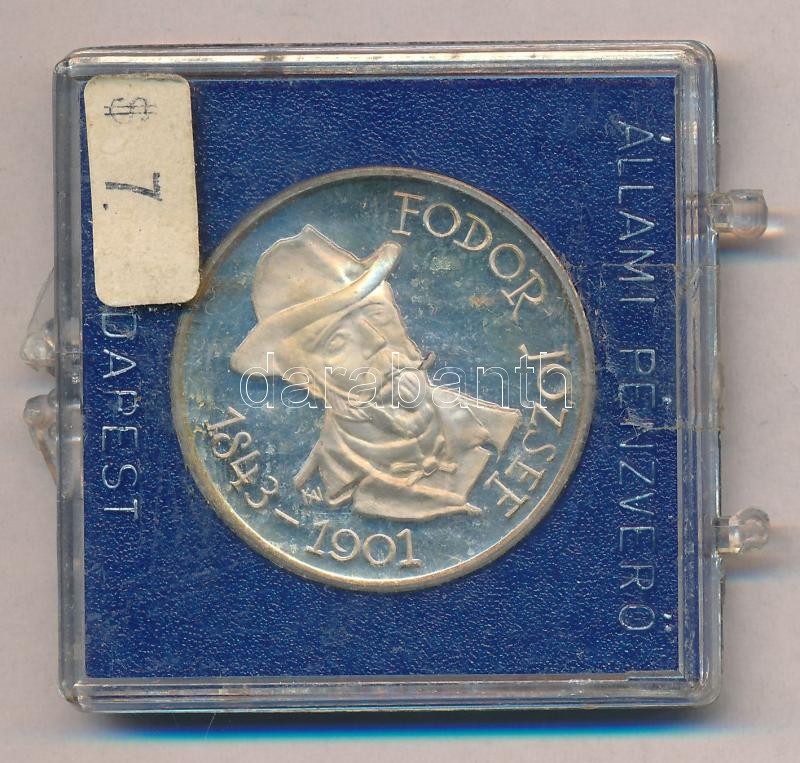 $ 7.
ÁLLAMI PÉNZVERŐ
DAPEST
FODOR JÓZSEF
1843-1901
darabanth